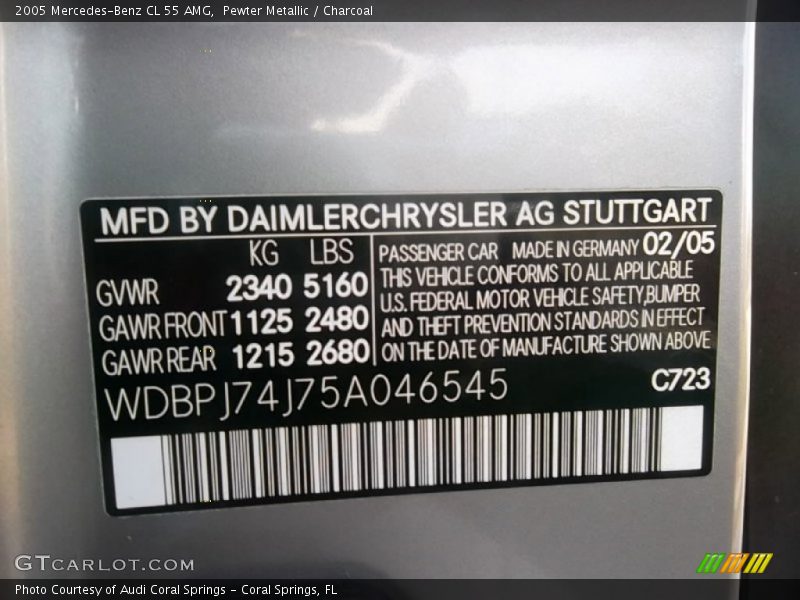 2005 Mercedes-Benz CL 55 AMG,  Pewter Metallic / Charcoal
MFD BY DAIMLERCHRYSLER AG STUTTGART
KG LBS
GVWR 2340 5160
GAWR FRONT 1125 2480
GAWR REAR 1215 2680
PASSENGER CAR MADE IN GERMANY 02/05
THIS VEHICLE CONFORMS TO ALL APPLICABLE
U.S. FEDERAL MOTOR VEHICLE SAFETY,BUMPER
AND THEFT PREVENTION STANDARDS IN EFFECT
ON THE DATE OF MANUFACTURE SHOWN ABOVE
WDBPJ74J75A046545 C723
GTCARLOT.COM
Photo Courtesy of Audi Coral Springs - Coral Springs, FL